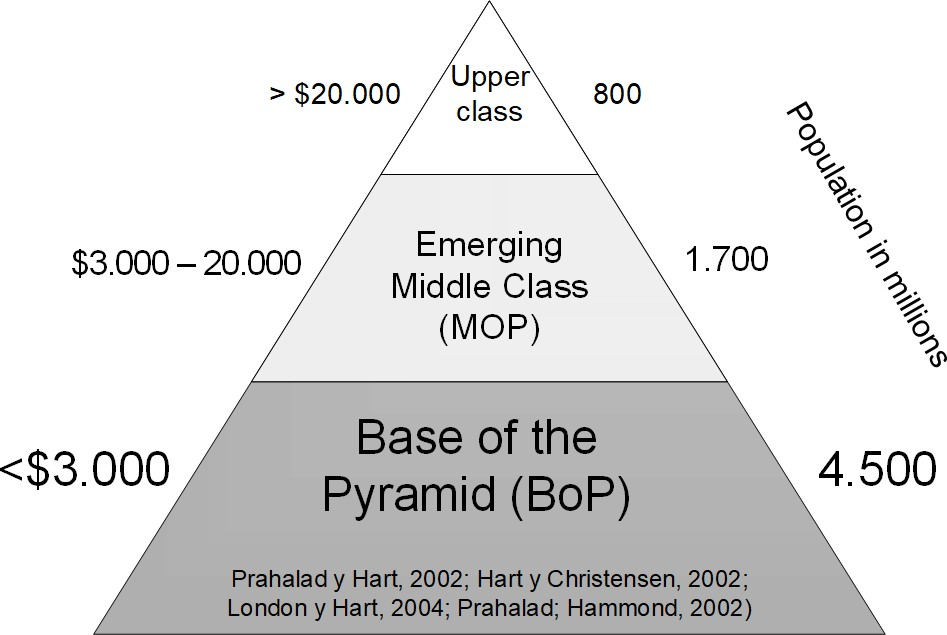 > $20.000
Upper
class
800
$3.000 – 20.000
Emerging
Middle Class
(MOP)
1.700
Population in millions
<$3.000
Base of the
Pyramid (BoP)
4.500
Prahalad y Hart, 2002; Hart y Christensen, 2002;
London y Hart, 2004; Prahalad; Hammond, 2002)